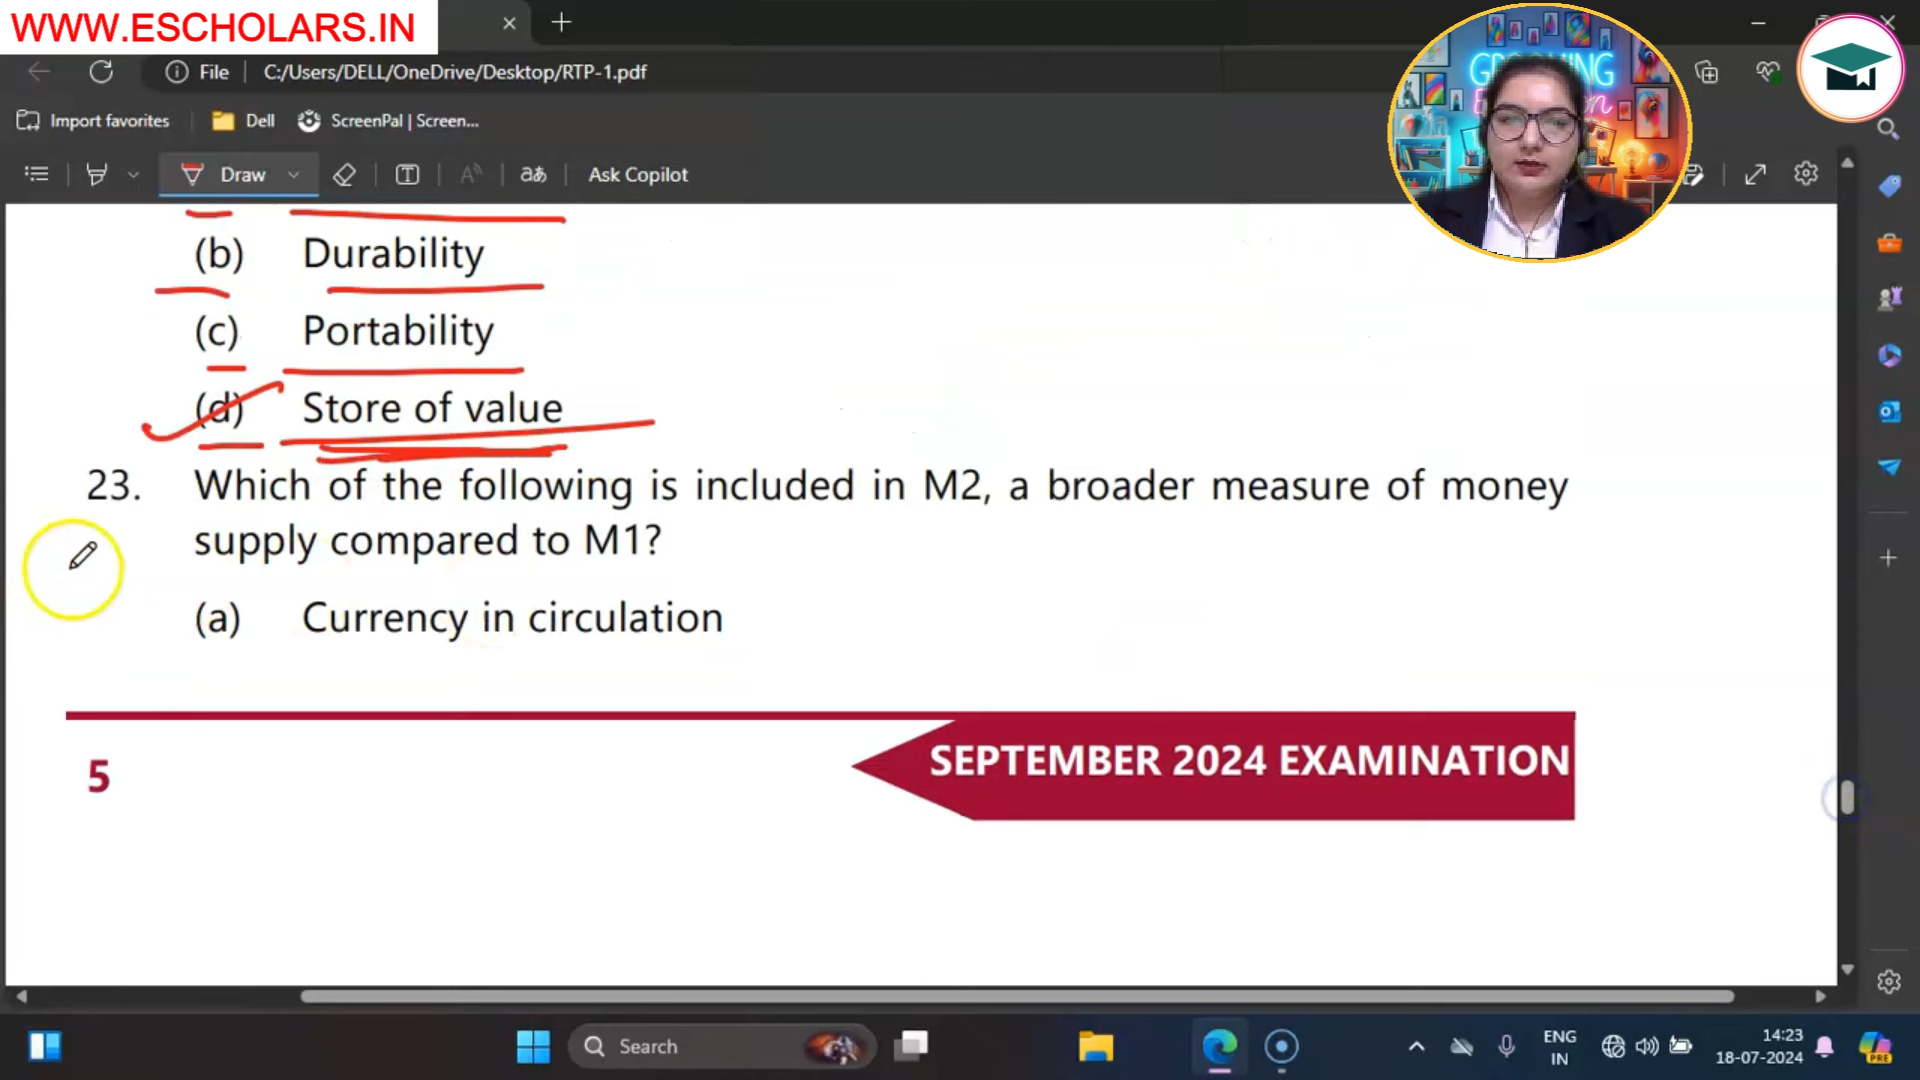 WWW.ESCHOLARS.IN
File
C:/Users/DELL/OneDrive/Desktop/RTP-1.pdf
Import favorites
Dell
ScreenPal | Screen...
Draw
Ask Copilot
(b) Durability
(c) Portability
(d) Store of value
23. Which of the following is included in M2, a broader measure of money
supply compared to M1?
(a) Currency in circulation
5
SEPTEMBER 2024 EXAMINATION
Search
ENG
IN
14:23
18-07-2024
PRE